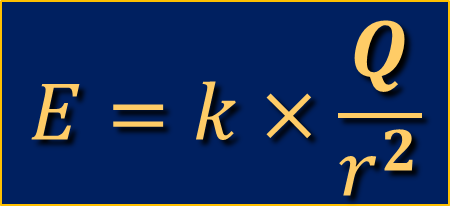 E = k × Q/r²